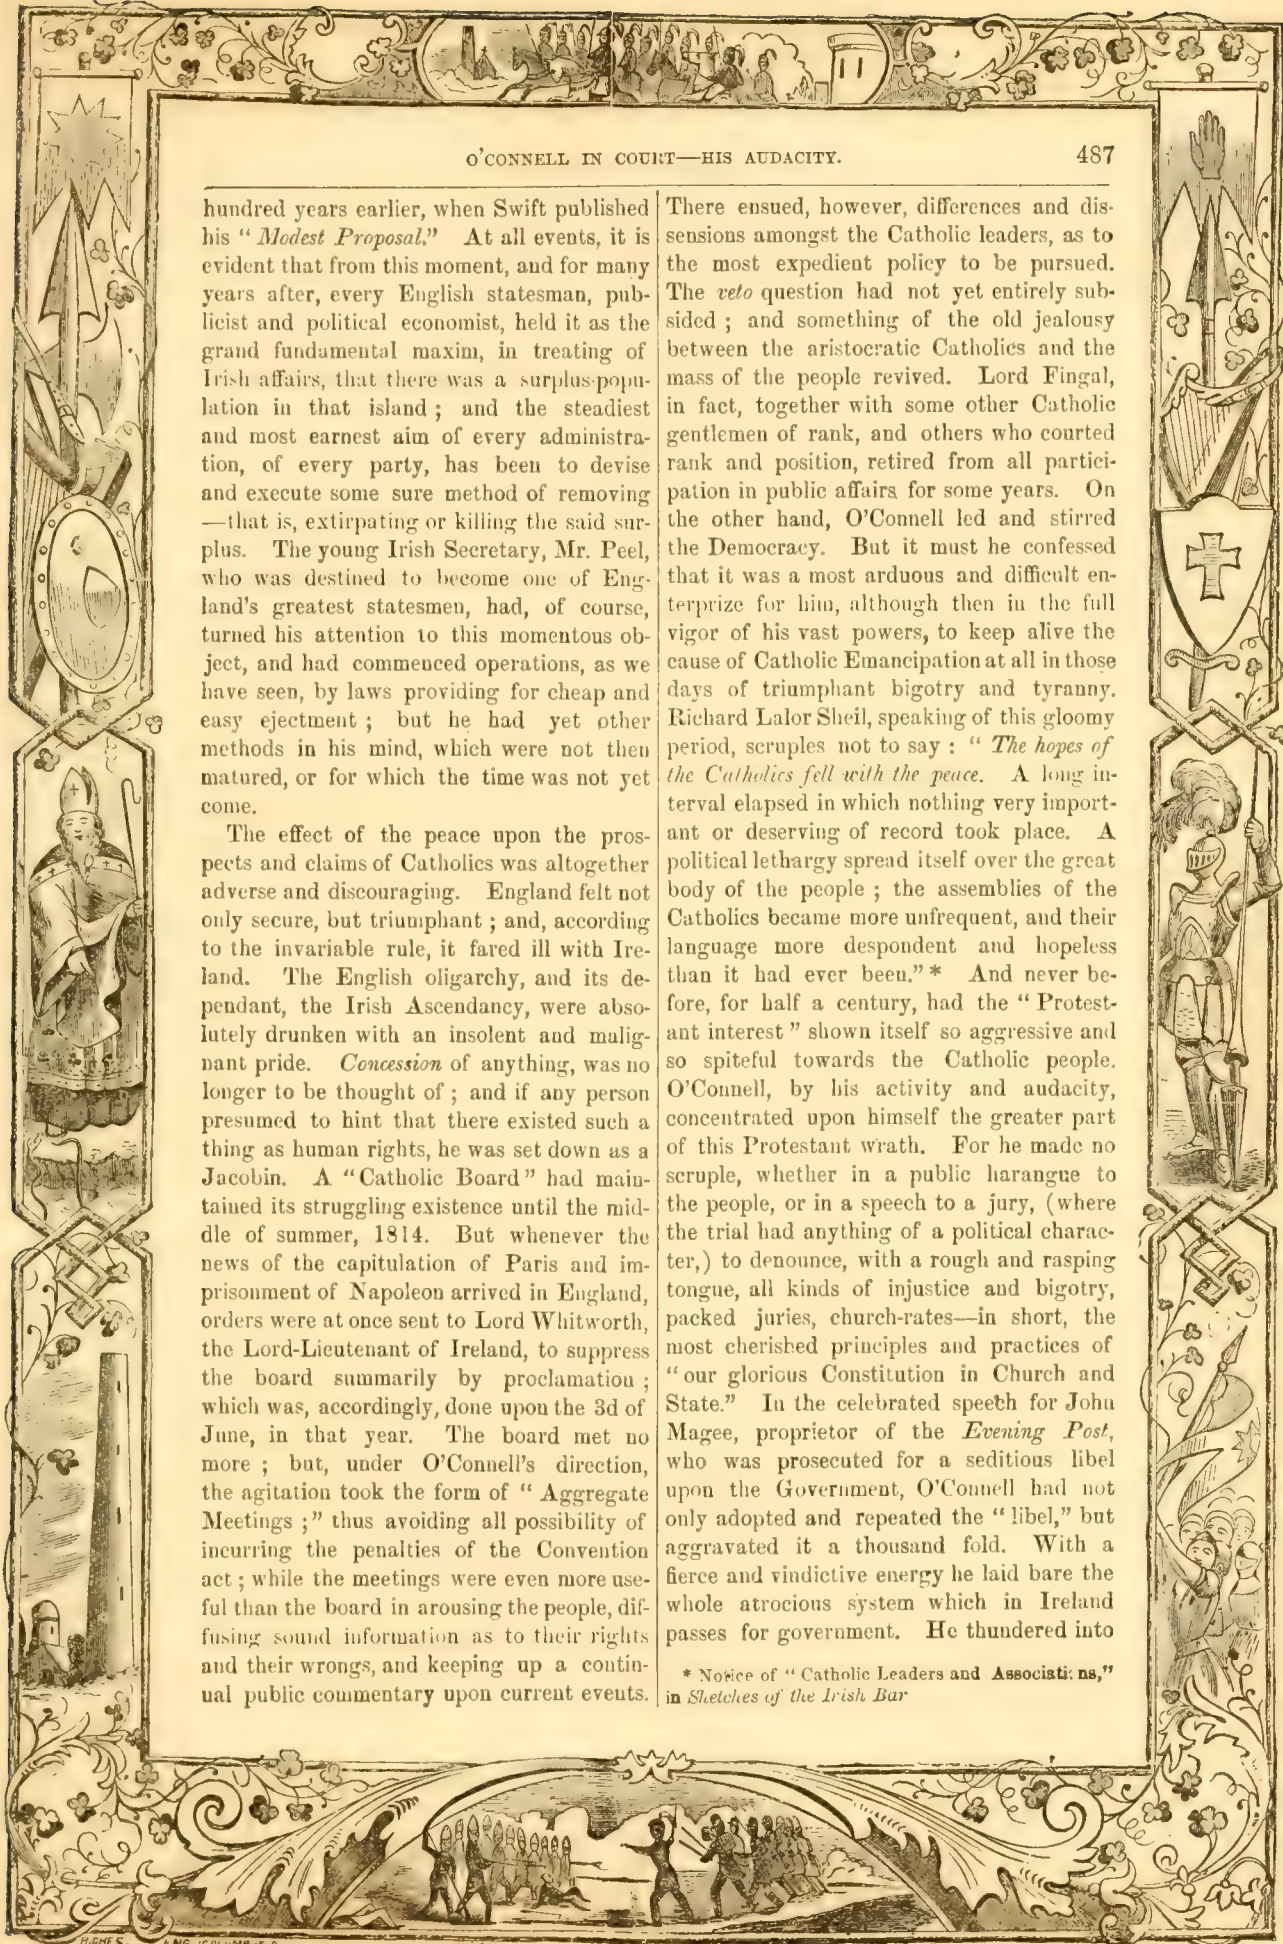 O'CONNELL IN COURT—HIS AUDACITY. 487
hundred years earlier, when Swift published
his "Modest Proposal." At all events, it is
evident that from this moment, and for many
years after, every English statesman, pub-
licist and political economist, held it as the
grand fundamental maxim, in treating of
Irish affairs, that there was a surplus-popu-
lation in that island ; and the steadiest
and most earnest aim of every administra-
tion, of every party, has been to devise
and execute some sure method of removing
—that is, extirpating or killing the said sur-
plus. The young Irish Secretary, Mr. Peel,
who was destined to become one of Eng-
land's greatest statesmen, had, of course,
turned his attention to this momentous ob-
ject, and had commenced operations, as we
have seen, by laws providing for cheap and
easy ejectment ; but he had yet other
methods in his mind, which were not then
matured, or for which the time was not yet
come.
The effect of the peace upon the pros-
pects and claims of Catholics was altogether
adverse and discouraging. England felt not
only secure, but triumphant ; and, according
to the invariable rule, it fared ill with Ire-
land. The English oligarchy, and its de-
pendant, the Irish Ascendancy, were abso-
lutely drunken with an insolent and malig-
nant pride. Concession of anything, was no
longer to be thought of ; and if any person
presumed to hint that there existed such a
thing as human rights, he was set down as a
Jacobin. A "Catholic Board" had main-
tained its struggling existence until the mid-
dle of summer, 1814. But whenever the
news of the capitulation of Paris and im-
prisonment of Napoleon arrived in England,
orders were at once sent to Lord Whitworth,
the Lord-Lieutenant of Ireland, to suppress
the board summarily by proclamation ;
which was, accordingly, done upon the 3d of
June, in that year. The board met no
more ; but, under O'Connell's direction,
the agitation took the form of " Aggregate
Meetings ;" thus avoiding all possibility of
incurring the penalties of the Convention
act ; while the meetings were even more use-
ful than the board in arousing the people, dif-
fusing sound information as to their rights
and their wrongs, and keeping up a contin-
ual public commentary upon current events.
There ensued, however, differences and dis-
sensions amongst the Catholic leaders, as to
the most expedient policy to be pursued.
The veto question had not yet entirely sub-
sided ; and something of the old jealousy
between the aristocratic Catholics and the
mass of the people revived. Lord Fingal,
in fact, together with some other Catholic
gentlemen of rank, and others who courted
rank and position, retired from all partici-
pation in public affairs for some years. On
the other hand, O'Connell led and stirred
the Democracy. But it must he confessed
that it was a most arduous and difficult en-
terprize for him, although then in the full
vigor of his vast powers, to keep alive the
cause of Catholic Emancipation at all in those
days of triumphant bigotry and tyranny.
Richard Lalor Sheil, speaking of this gloomy
period, scruples not to say : " The hopes of
the Catholics fell with the peace. A long in-
terval elapsed in which nothing very import-
ant or deserving of record took place. A
political lethargy spread itself over the great
body of the people ; the assemblies of the
Catholics became more unfrequent, and their
language more despondent and hopeless
than it had ever been."* And never be-
fore, for half a century, had the " Protest-
ant interest " shown itself so aggressive and
so spiteful towards the Catholic people.
O'Connell, by his activity and audacity,
concentrated upon himself the greater part
of this Protestant wrath. For he made no
scruple, whether in a public harangue to
the people, or in a speech to a jury, (where
the trial had anything of a political charac-
ter,) to denounce, with a rough and rasping
tongue, all kinds of injustice and bigotry,
packed juries, church-rates—in short, the
most cherished principles and practices of
" our glorious Constitution in Church and
State." In the celebrated speech for John
Magee, proprietor of the Evening Post,
who was prosecuted for a seditious libel
upon the Government, O'Connell had not
only adopted and repeated the " libel," but
aggravated it a thousand fold. With a
fierce and vindictive energy he laid bare the
whole atrocious system which in Ireland
passes for government. He thundered into
* Notice of " Catholic Leaders and Associati ns,"
in Sketches of the Irish Bar